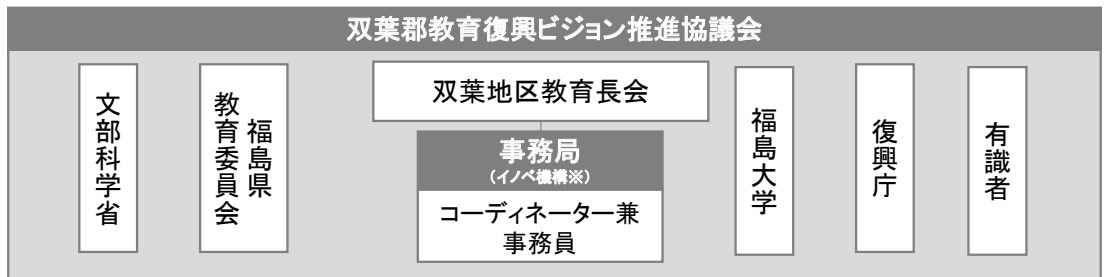 双葉郡教育復興ビジョン推進協議会
文部科学省
福島県
教育委員会
双葉地区教育長会
事務局
(イノベ機構※)
コーディネーター兼
事務員
福島大学
復興庁
有識者